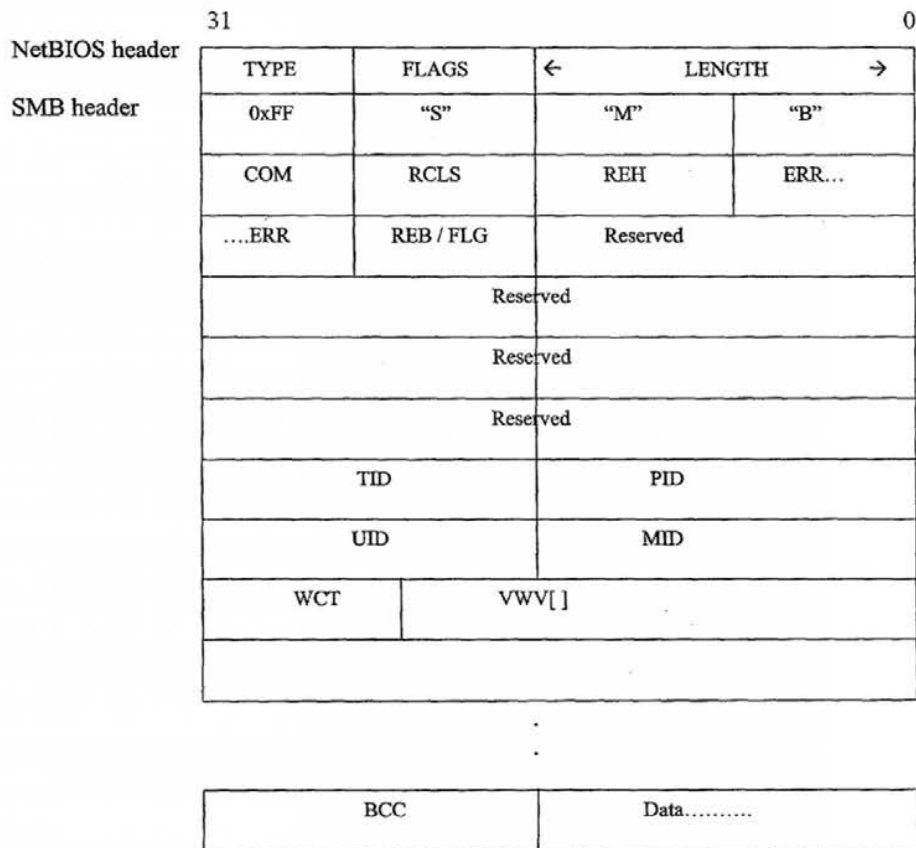 31 0
NetBIOS header
TYPE FLAGS ← LENGTH →
SMB header
0xFF “S” “M” “B”
COM RCLS REH ERR...
....ERR REB / FLG Reserved
Reserved
Reserved
Reserved
TID PID
UID MID
WCT VWV[ ]
BCC Data..........